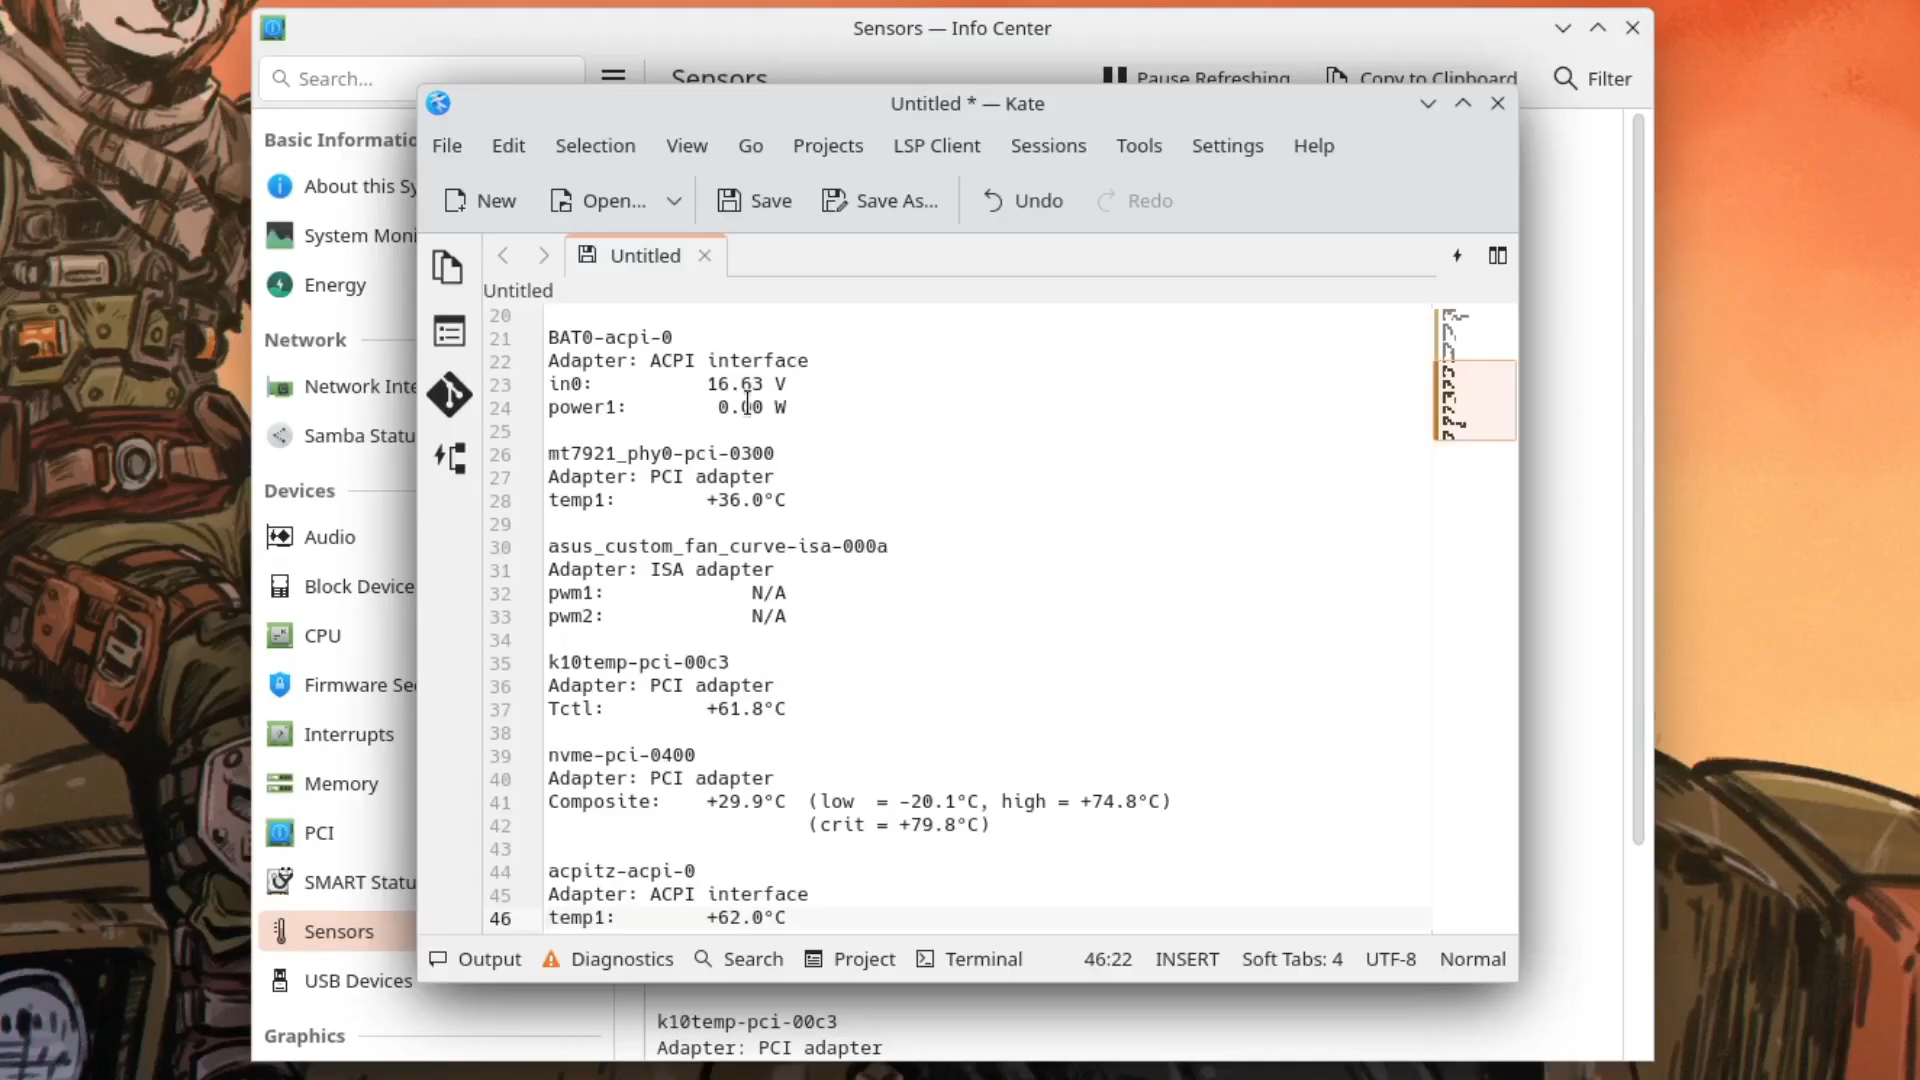 Sensors — Info Center
Search...
Sensors
Pause Refreshing
Copy to Clipboard
Filter
Basic Informatio
About this Sy
System Moni
Energy
Network
Network Inte
Samba Statu
Devices
Audio
Block Device
CPU
Firmware Se
Interrupts
Memory
PCI
SMART Statu
Sensors
USB Devices
Graphics
Untitled * — Kate
File Edit Selection View Go Projects LSP Client Sessions Tools Settings Help
New Open... Save Save As... Undo Redo
Untitled
Untitled
20
21 BAT0-acpi-0
22 Adapter: ACPI interface
23 in0: 16.63 V
24 power1: 0.00 W
25
26 mt7921_phy0-pci-0300
27 Adapter: PCI adapter
28 temp1: +36.0°C
29
30 asus_custom_fan_curve-isa-000a
31 Adapter: ISA adapter
32 pwm1: N/A
33 pwm2: N/A
34
35 k10temp-pci-00c3
36 Adapter: PCI adapter
37 Tctl: +61.8°C
38
39 nvme-pci-0400
40 Adapter: PCI adapter
41 Composite: +29.9°C (low = -20.1°C, high = +74.8°C)
42 (crit = +79.8°C)
43
44 acpitz-acpi-0
45 Adapter: ACPI interface
46 temp1: +62.0°C
Output Diagnostics Search Project Terminal 46:22 INSERT Soft Tabs: 4 UTF-8 Normal
k10temp-pci-00c3
Adapter: PCI adapter